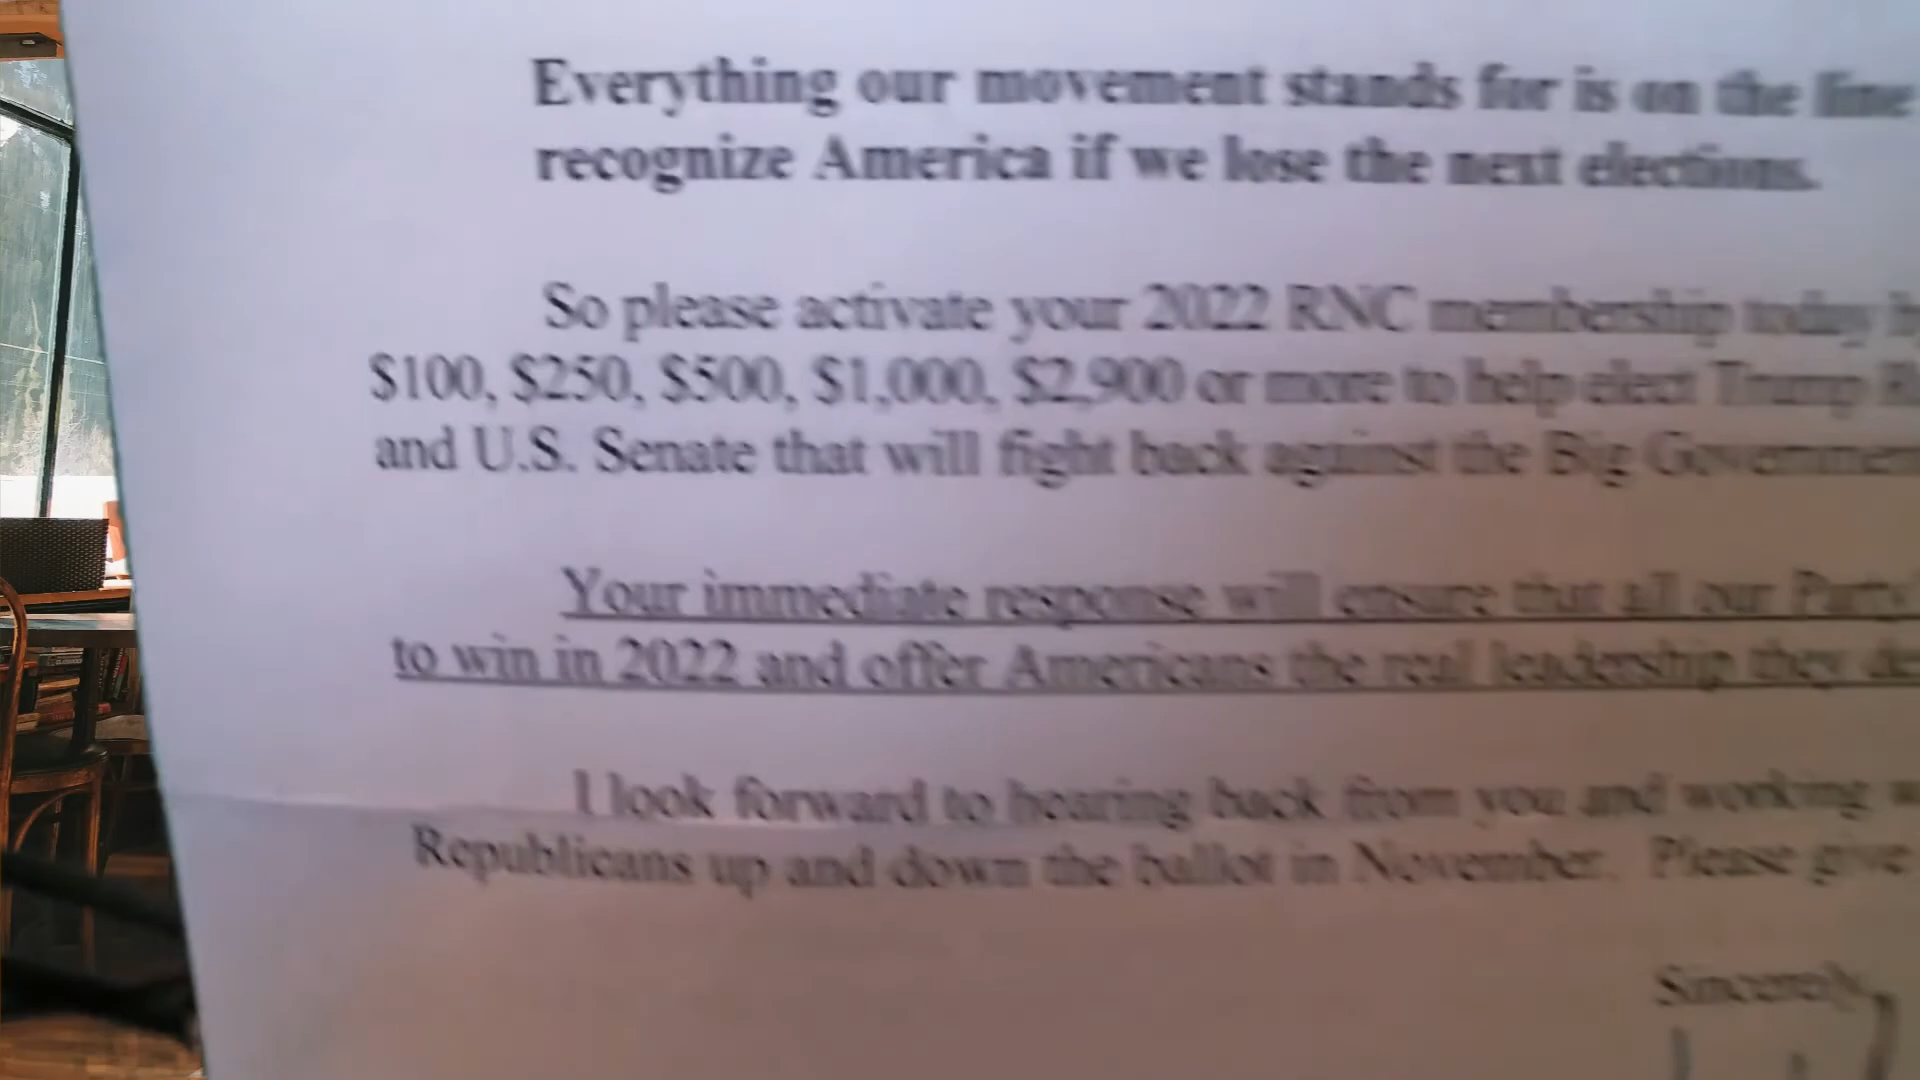 Everything our movement stands for is on the line
recognize America if we lose the next elections.
So please activate your 2022 RNC membership today
$100, $250, $500, $1,000, $2,900 or more to help elect Trump
and U.S. Senate that will fight back against the Big Governmen
Your immediate response will ensure that all our Party
to win in 2022 and offer Americans the real leadership they
I look forward to hearing back from you and working
Republicans up and down the ballot in November. Please give
Sincerely,